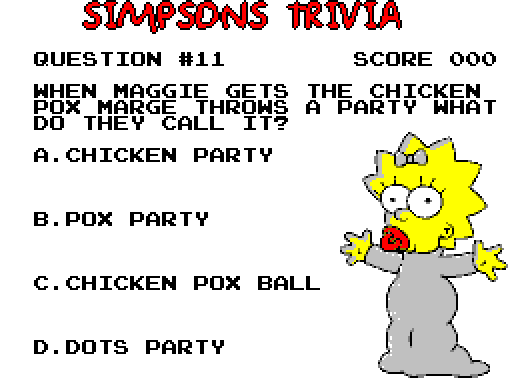 SIMPSONS TRIVIA
QUESTION #11 SCORE 000
WHEN MAGGIE GETS THE CHICKEN
POX MARGE THROWS A PARTY WHAT
DO THEY CALL IT?
A.CHICKEN PARTY
B.POX PARTY
C.CHICKEN POX BALL
D.DOTS PARTY